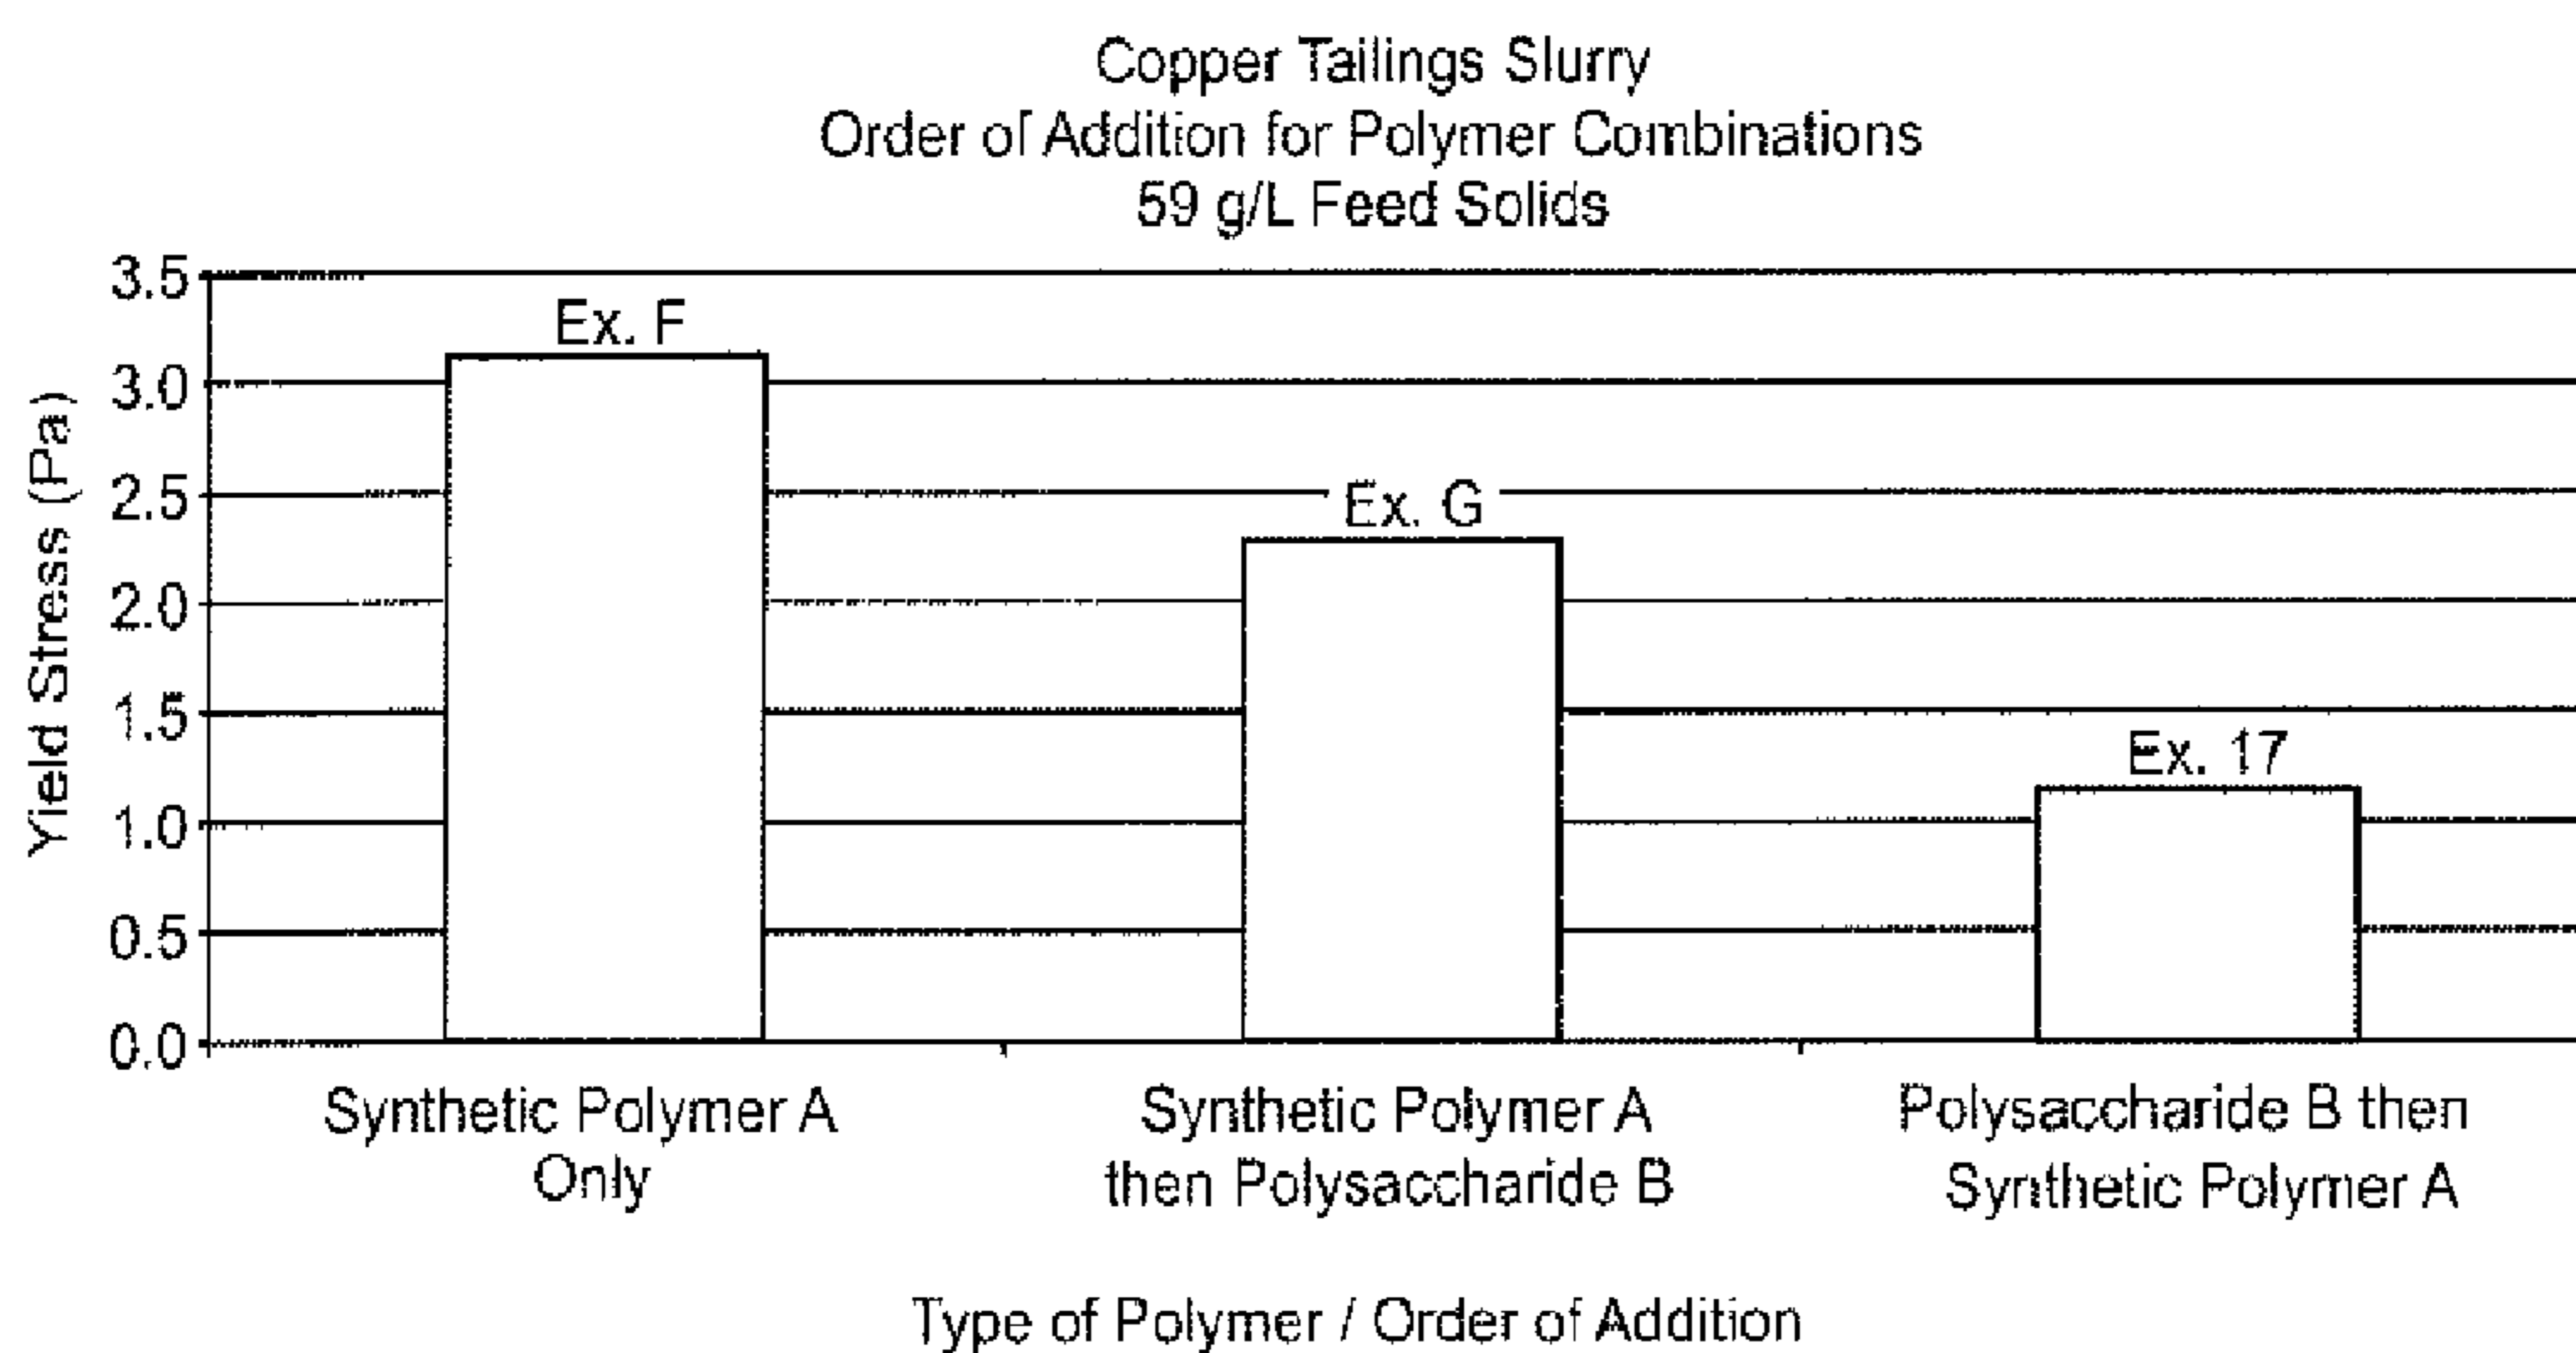 Copper Tailings Slurry
Order of Addition for Polymer Combinations
59 g/L Feed Solids
Yield Stress (Pa)
3.5
3.0
2.5
2.0
1.5
1.0
0.5
0.0
Ex. F
Ex. G
Ex. 17
Synthetic Polymer A
Only
Synthetic Polymer A
then Polysaccharide B
Polysaccharide B then
Synthetic Polymer A
Type of Polymer / Order of Addition